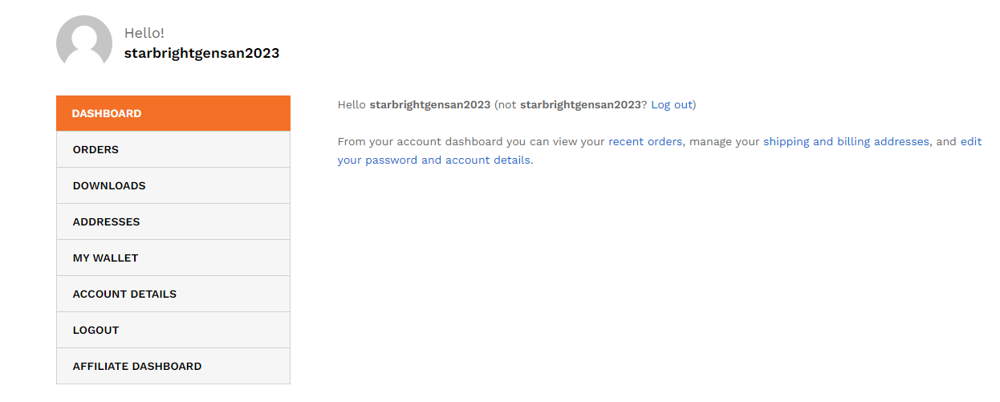 Hello!
starbrightgensan2023
DASHBOARD
ORDERS
DOWNLOADS
ADDRESSES
MY WALLET
ACCOUNT DETAILS
LOGOUT
AFFILIATE DASHBOARD
Hello starbrightgensan2023 (not starbrightgensan2023? Log out)
From your account dashboard you can view your recent orders, manage your shipping and billing addresses, and edit
your password and account details.